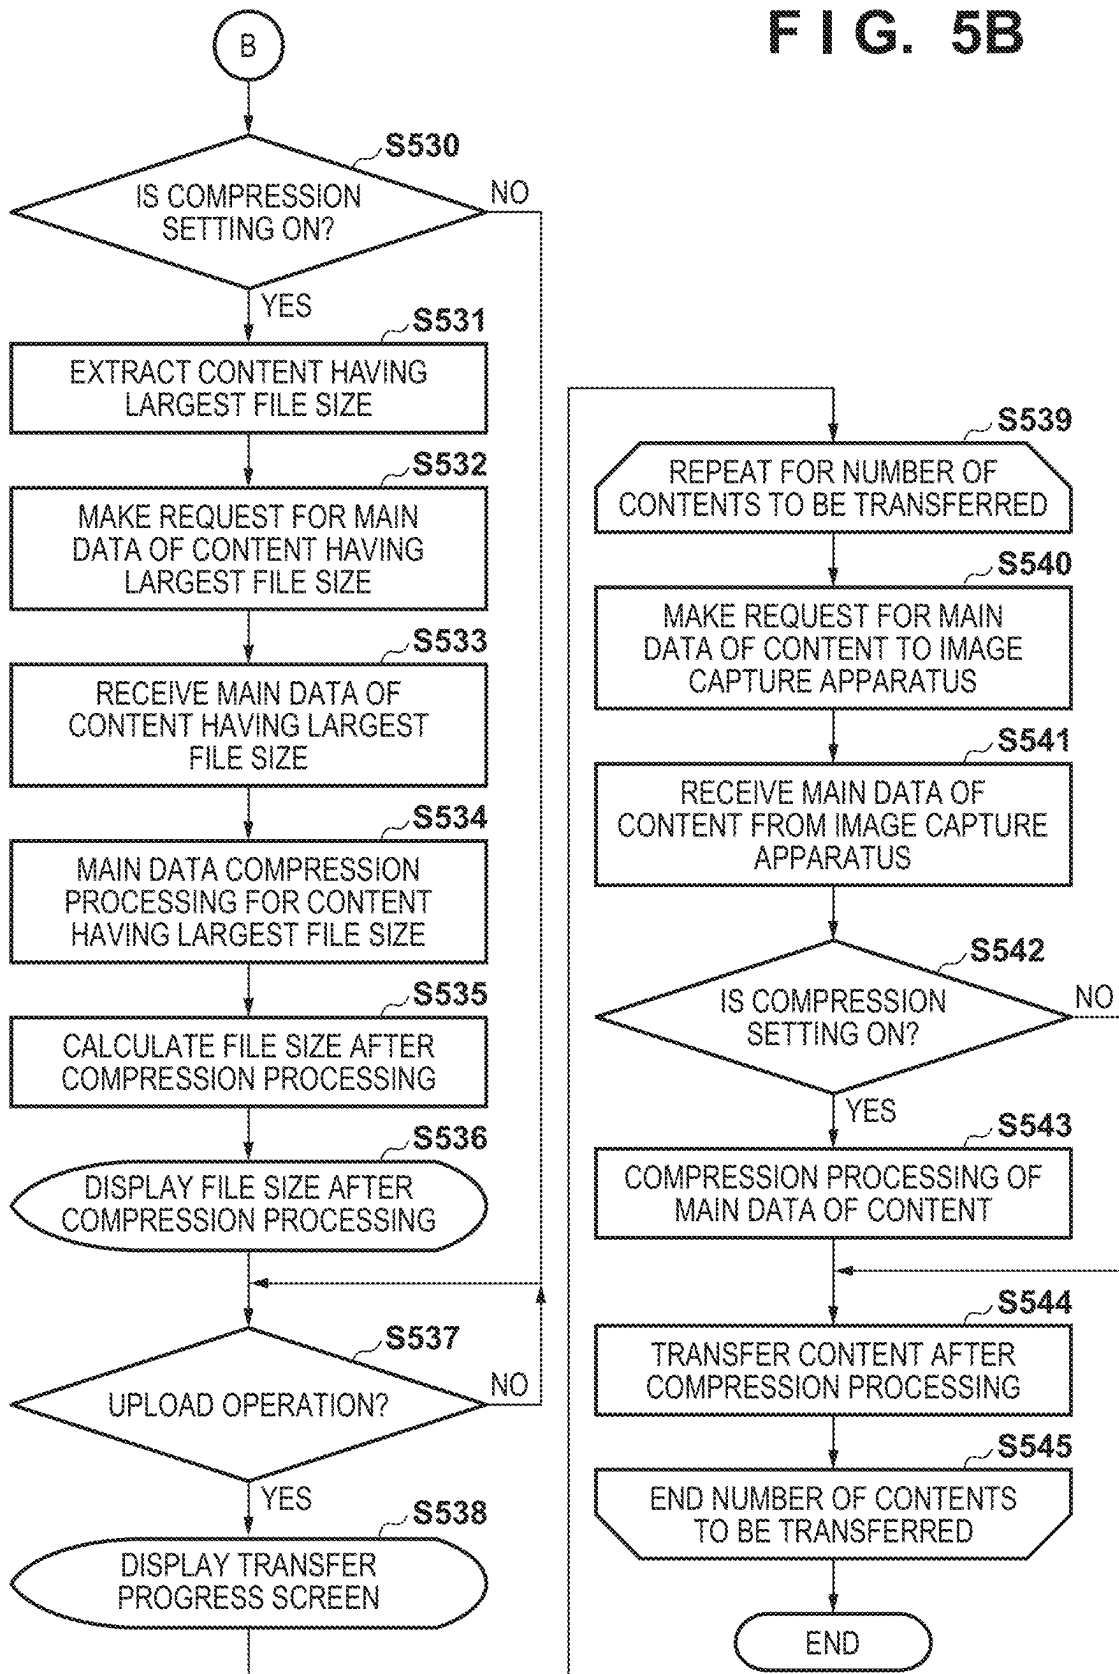 FIG. 5B
B
S530
IS COMPRESSION
SETTING ON?
NO
YES
S531
EXTRACT CONTENT HAVING
LARGEST FILE SIZE
S532
MAKE REQUEST FOR MAIN
DATA OF CONTENT HAVING
LARGEST FILE SIZE
S533
RECEIVE MAIN DATA OF
CONTENT HAVING LARGEST
FILE SIZE
S534
MAIN DATA COMPRESSION
PROCESSING FOR CONTENT
HAVING LARGEST FILE SIZE
S535
CALCULATE FILE SIZE AFTER
COMPRESSION PROCESSING
S536
DISPLAY FILE SIZE AFTER
COMPRESSION PROCESSING
S537
UPLOAD OPERATION?
NO
YES
S538
DISPLAY TRANSFER
PROGRESS SCREEN
S539
REPEAT FOR NUMBER OF
CONTENTS TO BE TRANSFERRED
S540
MAKE REQUEST FOR MAIN
DATA OF CONTENT TO IMAGE
CAPTURE APPARATUS
S541
RECEIVE MAIN DATA OF
CONTENT FROM IMAGE CAPTURE
APPARATUS
S542
IS COMPRESSION
SETTING ON?
NO
YES
S543
COMPRESSION PROCESSING OF
MAIN DATA OF CONTENT
S544
TRANSFER CONTENT AFTER
COMPRESSION PROCESSING
S545
END NUMBER OF CONTENTS
TO BE TRANSFERRED
END